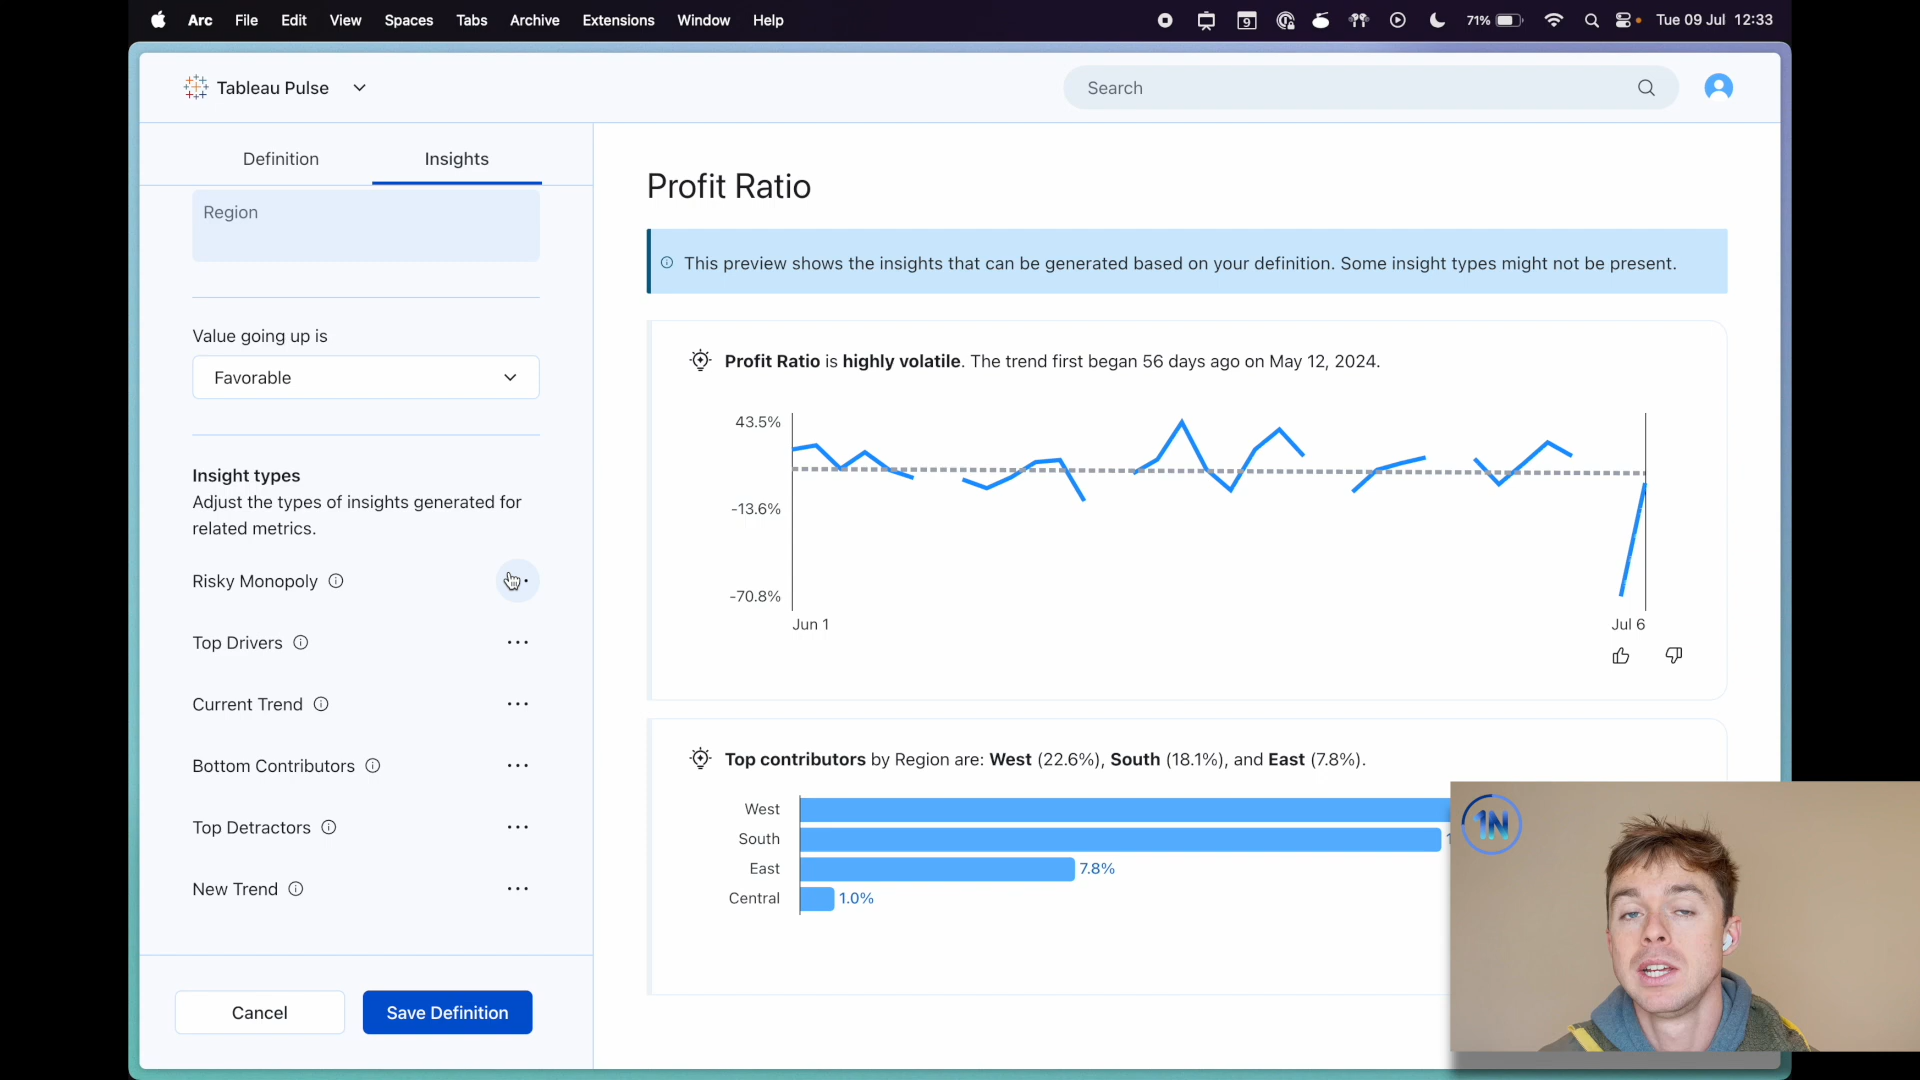 Arc File Edit View Spaces Tabs Archive Extensions Window Help
9 71% Tue 09 Jul 12:33
Tableau Pulse
Search
Definition Insights
Region
Value going up is
Favorable
Insight types
Adjust the types of insights generated for
related metrics.
Risky Monopoly
Top Drivers
Current Trend
Bottom Contributors
Top Detractors
New Trend
Cancel Save Definition
Profit Ratio
This preview shows the insights that can be generated based on your definition. Some insight types might not be present.
Profit Ratio is highly volatile. The trend first began 56 days ago on May 12, 2024.
43.5%
-13.6%
-70.8%
Jun 1 Jul 6
Top contributors by Region are: West (22.6%), South (18.1%), and East (7.8%).
West
South 1
East 7.8%
Central 1.0%
1N